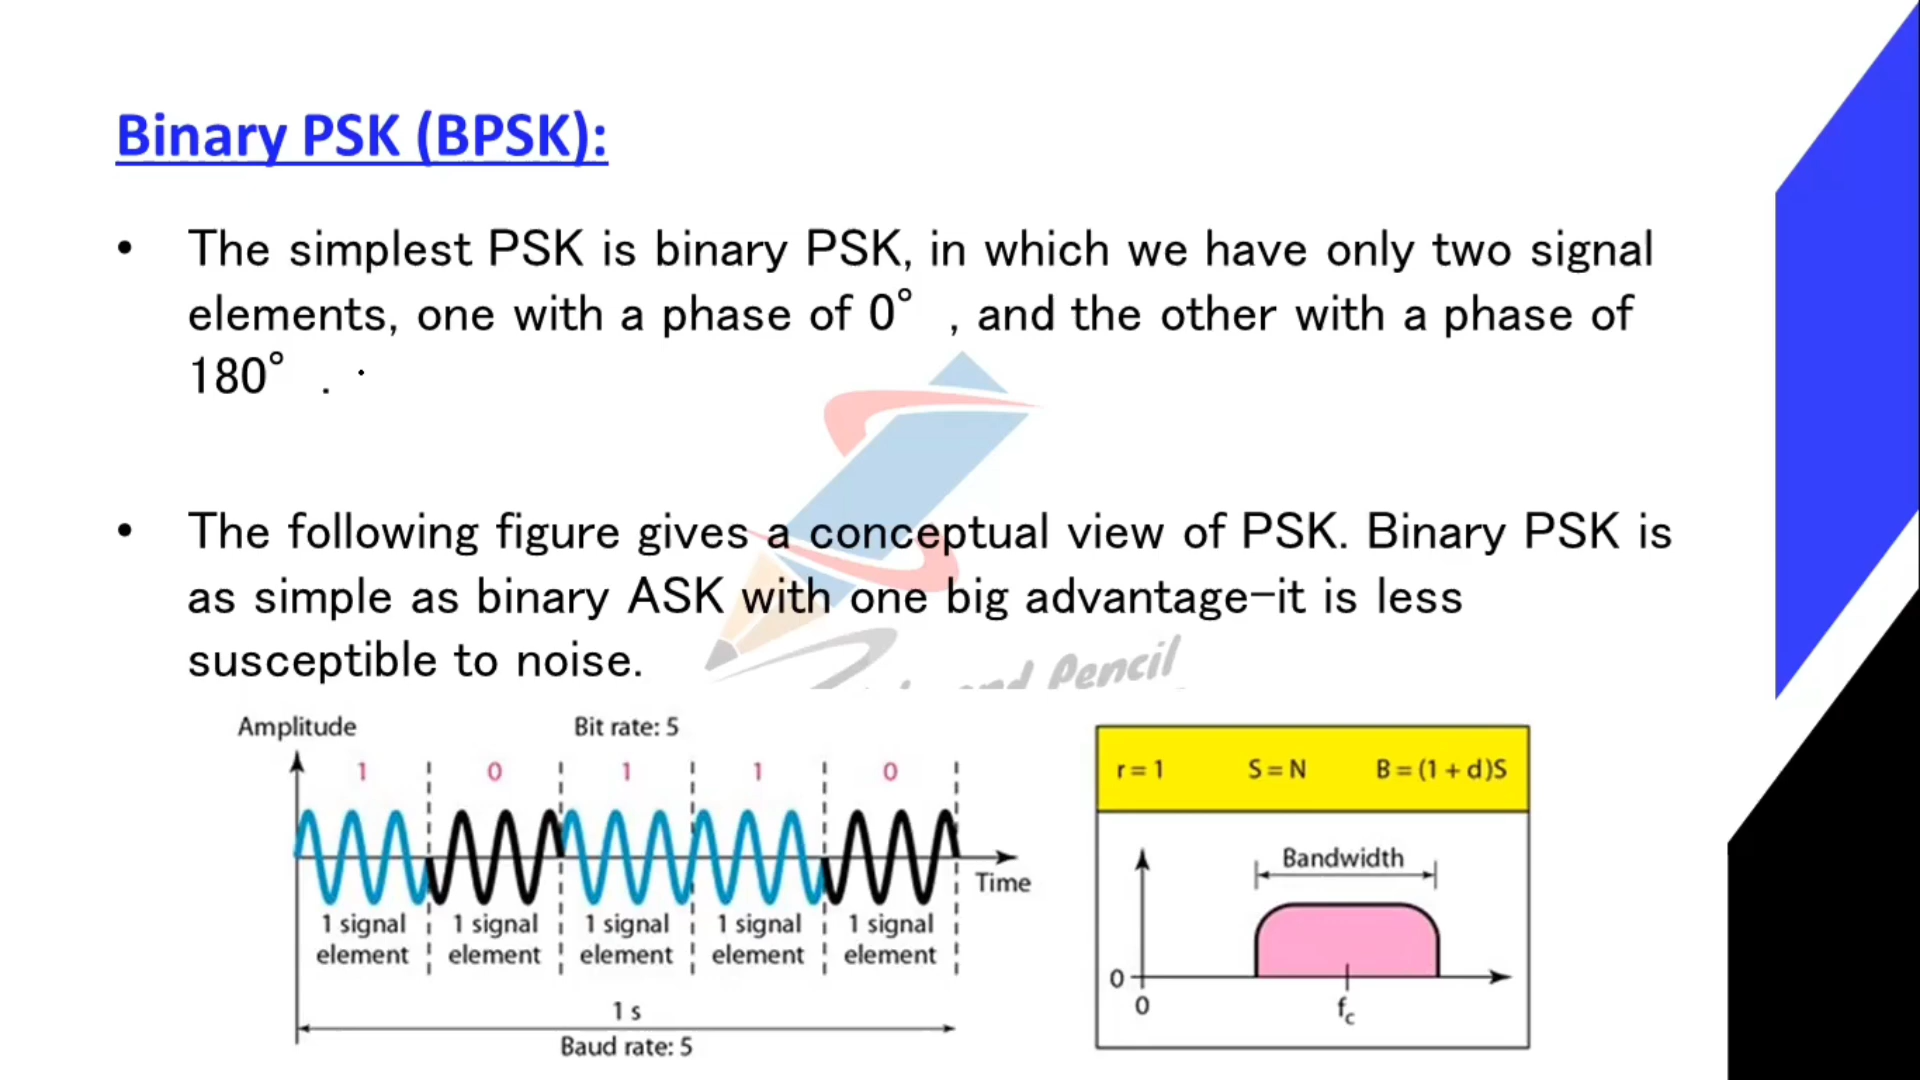 Binary PSK (BPSK):
• The simplest PSK is binary PSK, in which we have only two signal
elements, one with a phase of 0° , and the other with a phase of
180° . ·
• The following figure gives a conceptual view of PSK. Binary PSK is
as simple as binary ASK with one big advantage-it is less
susceptible to noise.
and Pencil
Amplitude
Bit rate: 5
1 0 1 1 0
Time
1 signal 1 signal 1 signal 1 signal 1 signal
element element element element element
1 s
Baud rate: 5
r = 1 S = N B = (1 + d)S
Bandwidth
0
0 fc